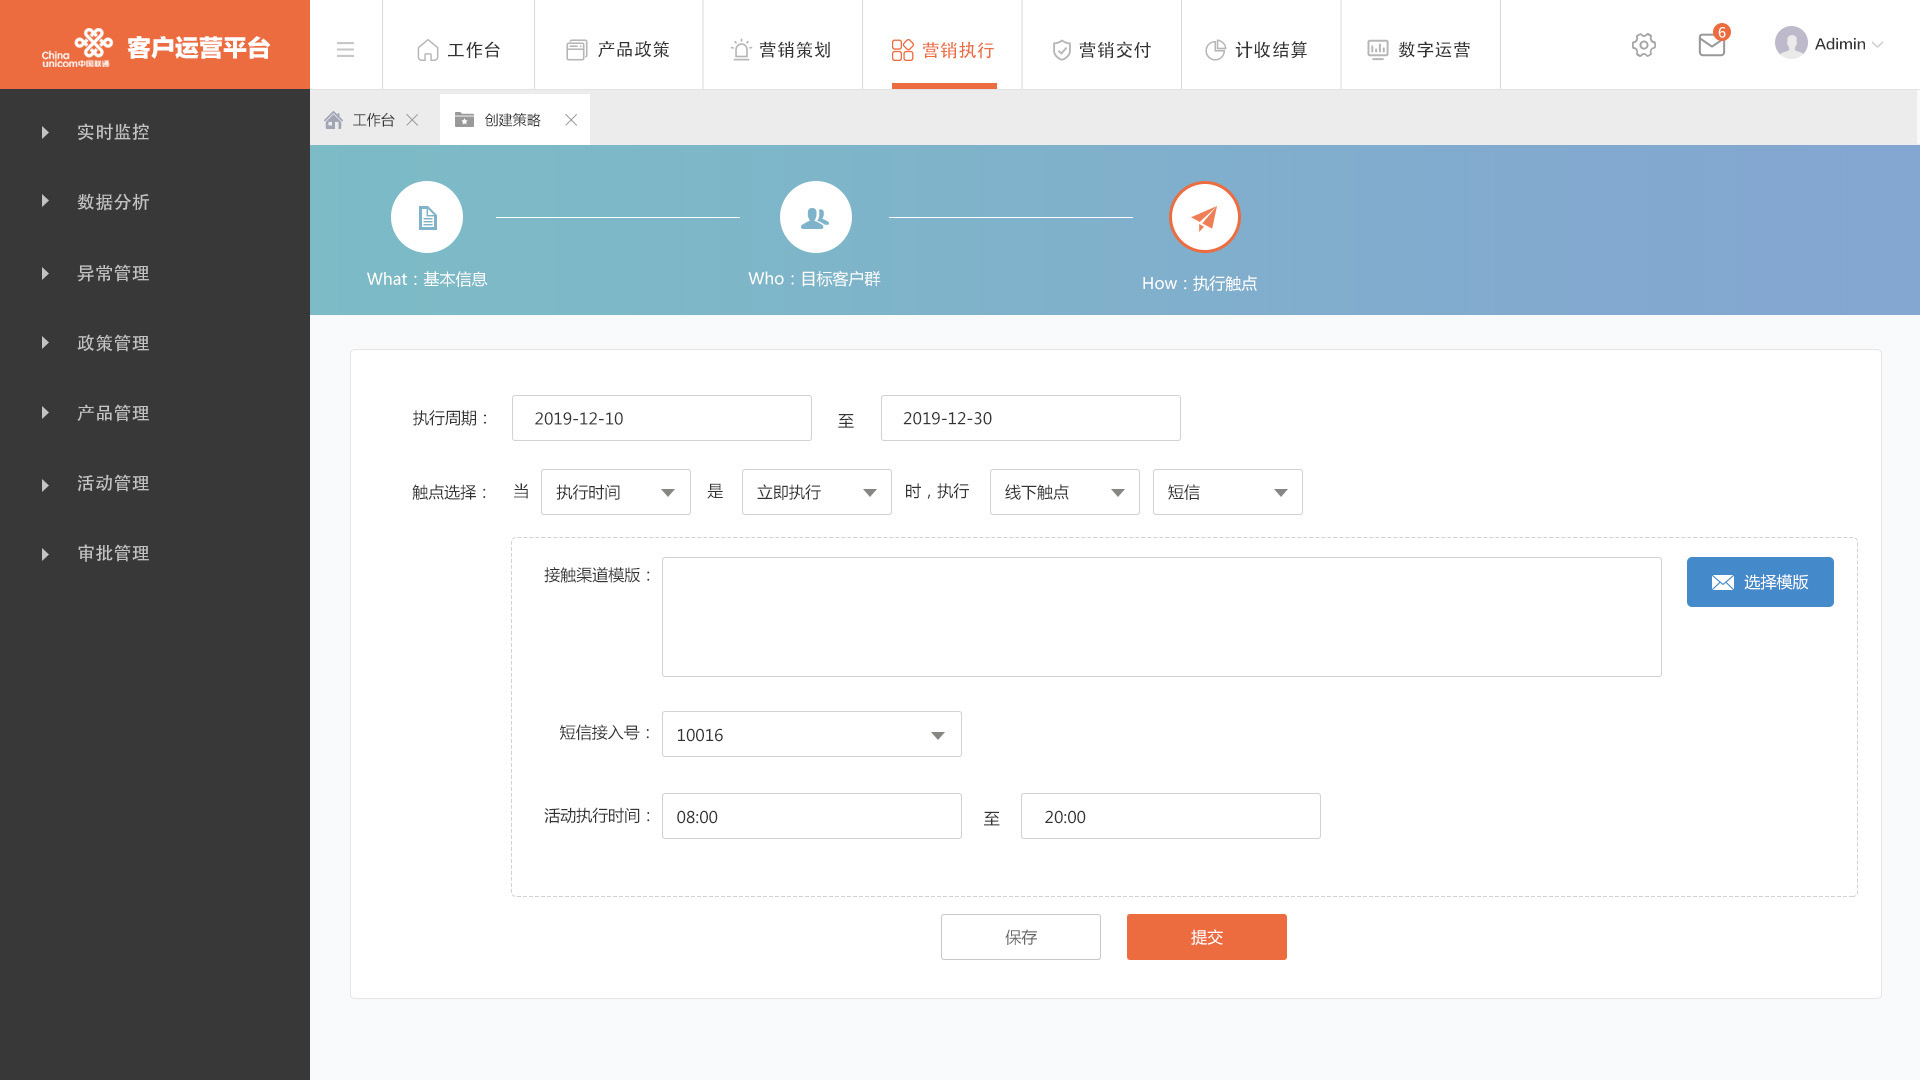 China
unicom中国联通
客户运营平台
工作台
产品政策
营销策划
营销执行
营销交付
计收结算
数字运营
6
Adimin
工作台
创建策略
实时监控
数据分析
异常管理
政策管理
产品管理
活动管理
审批管理
What：基本信息
Who：目标客户群
How：执行触点
执行周期： 2019-12-10 至 2019-12-30
触点选择： 当 执行时间 是 立即执行 时，执行 线下触点 短信
接触渠道模版：
选择模版
短信接入号： 10016
活动执行时间： 08:00 至 20:00
保存
提交